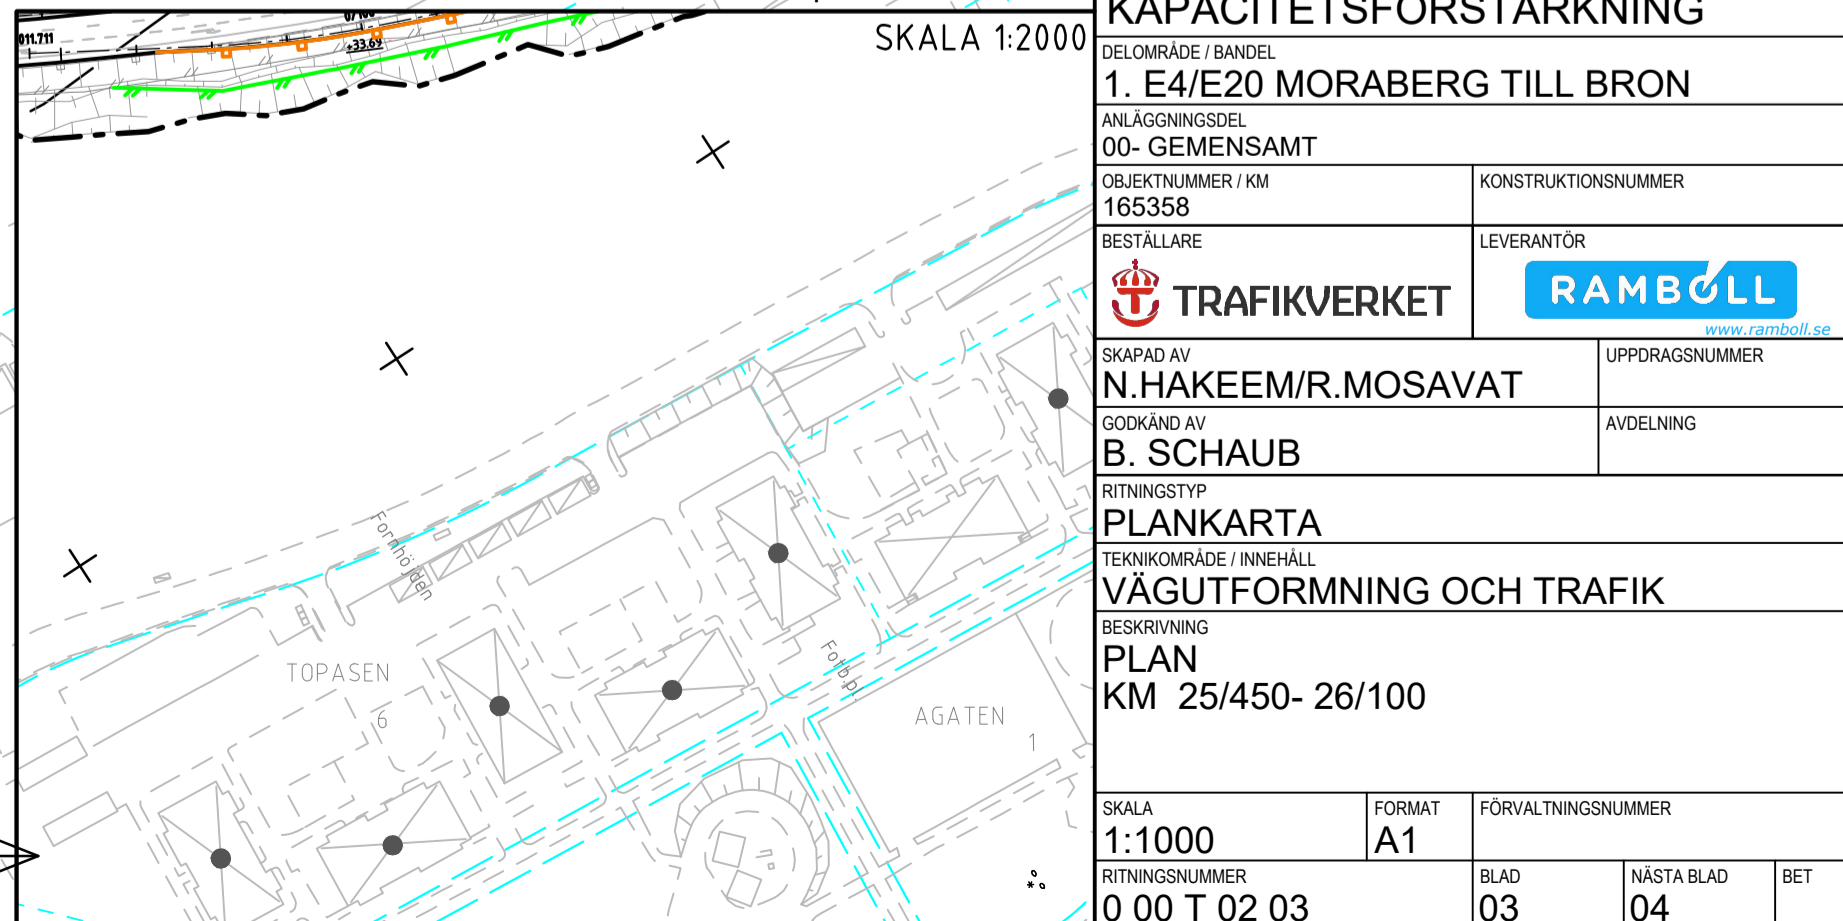 011.711
+33.69
SKALA 1:2000
Fornhöjden
TOPASEN
6
Fotb.pl.
AGATEN
1
KAPACITETSFÖRSTÄRKNING
DELOMRÅDE / BANDEL
1. E4/E20 MORABERG TILL BRON
ANLÄGGNINGSDEL
00- GEMENSAMT
OBJEKTNUMMER / KM
165358
KONSTRUKTIONSNUMMER
BESTÄLLARE
TRAFIKVERKET
LEVERANTÖR
RAMBOLL
www.ramboll.se
SKAPAD AV
N.HAKEEM/R.MOSAVAT
UPPDRAGSNUMMER
GODKÄND AV
B. SCHAUB
AVDELNING
RITNINGSTYP
PLANKARTA
TEKNIKOMRÅDE / INNEHÅLL
VÄGUTFORMNING OCH TRAFIK
BESKRIVNING
PLAN
KM 25/450- 26/100
SKALA
1:1000
FORMAT
A1
FÖRVALTNINGSNUMMER
RITNINGSNUMMER
0 00 T 02 03
BLAD
03
NÄSTA BLAD
04
BET